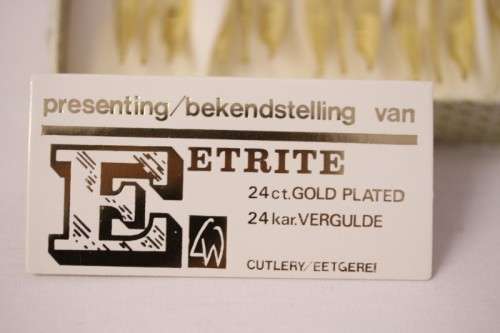 presenting/bekendstelling van
E ETRITE
24ct.GOLD PLATED
24kar.VERGULDE
CUTLERY/EETGEREI